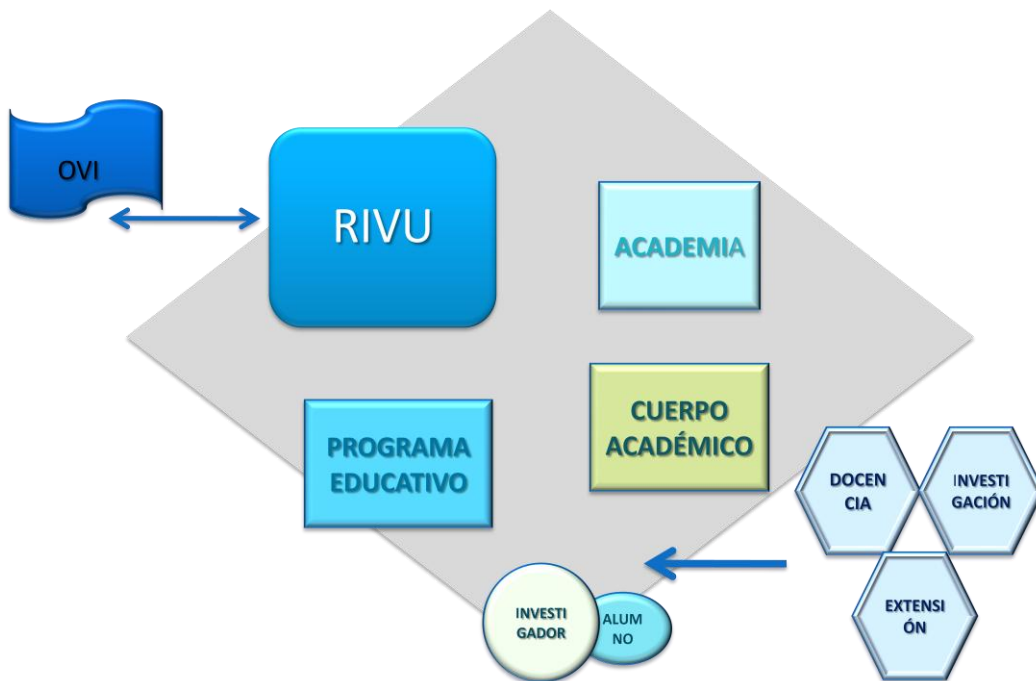 OVI
RIVU
ACADEMIA
PROGRAMA
EDUCATIVO
CUERPO
ACADÉMICO
DOCEN
CIA
INVESTI
GACIÓN
EXTENSI
ÓN
INVESTI
GADOR
ALUM
NO